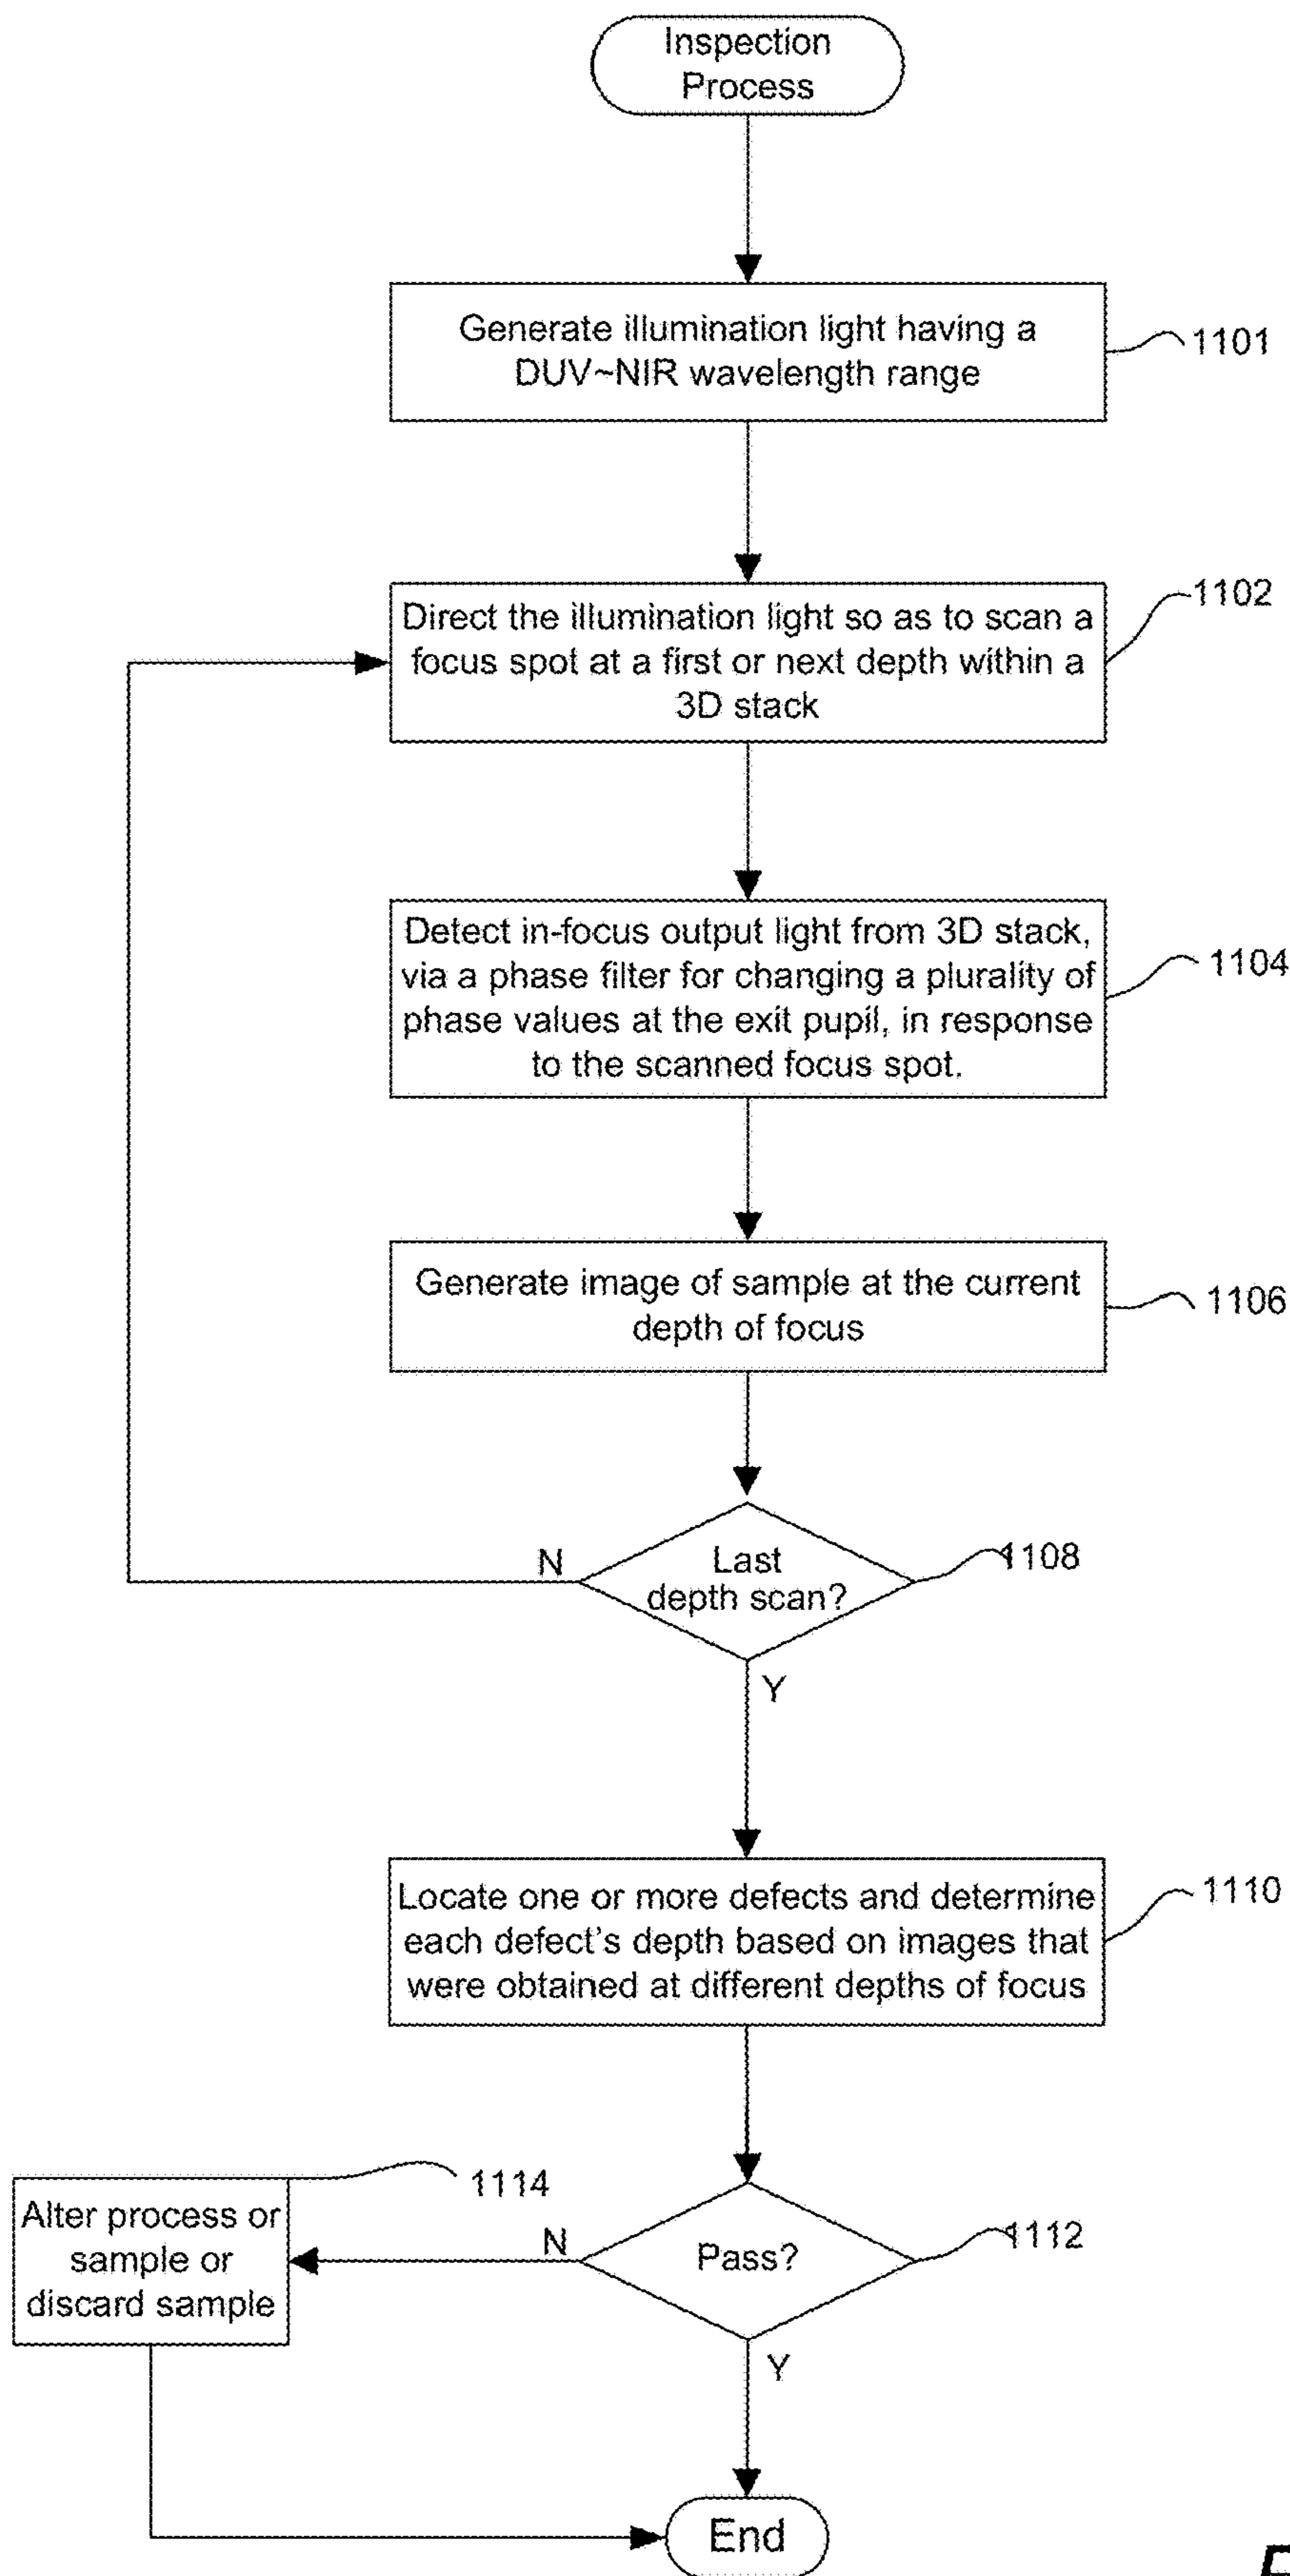 Inspection
Process
Generate illumination light having a
DUV~NIR wavelength range
1101
Direct the illumination light so as to scan a
focus spot at a first or next depth within a
3D stack
1102
Detect in-focus output light from 3D stack,
via a phase filter for changing a plurality of
phase values at the exit pupil, in response
to the scanned focus spot.
1104
Generate image of sample at the current
depth of focus
1106
Last
depth scan?
1108
N
Y
Locate one or more defects and determine
each defect's depth based on images that
were obtained at different depths of focus
1110
Pass?
1112
N
Y
Alter process or
sample or
discard sample
1114
End